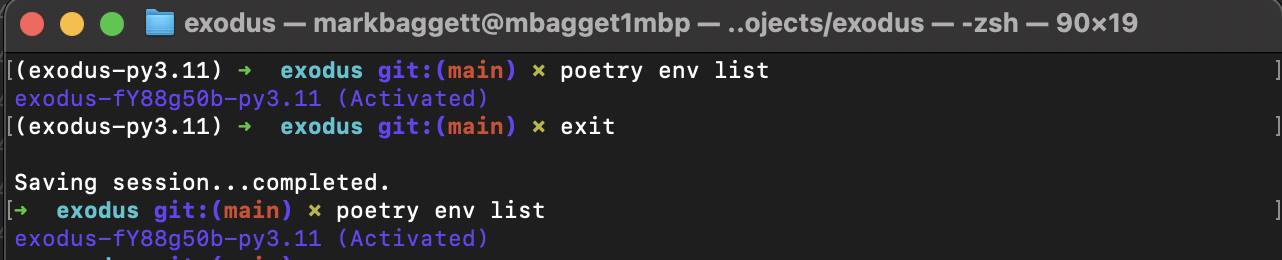 exodus — markbaggett@mbagget1mbp — ..ojects/exodus — -zsh — 90×19
[(exodus-py3.11) ➜  exodus git:(main) ✗ poetry env list ]
exodus-fY88g50b-py3.11 (Activated)
[(exodus-py3.11) ➜  exodus git:(main) ✗ exit ]
Saving session...completed.
[➜  exodus git:(main) ✗ poetry env list ]
exodus-fY88g50b-py3.11 (Activated)